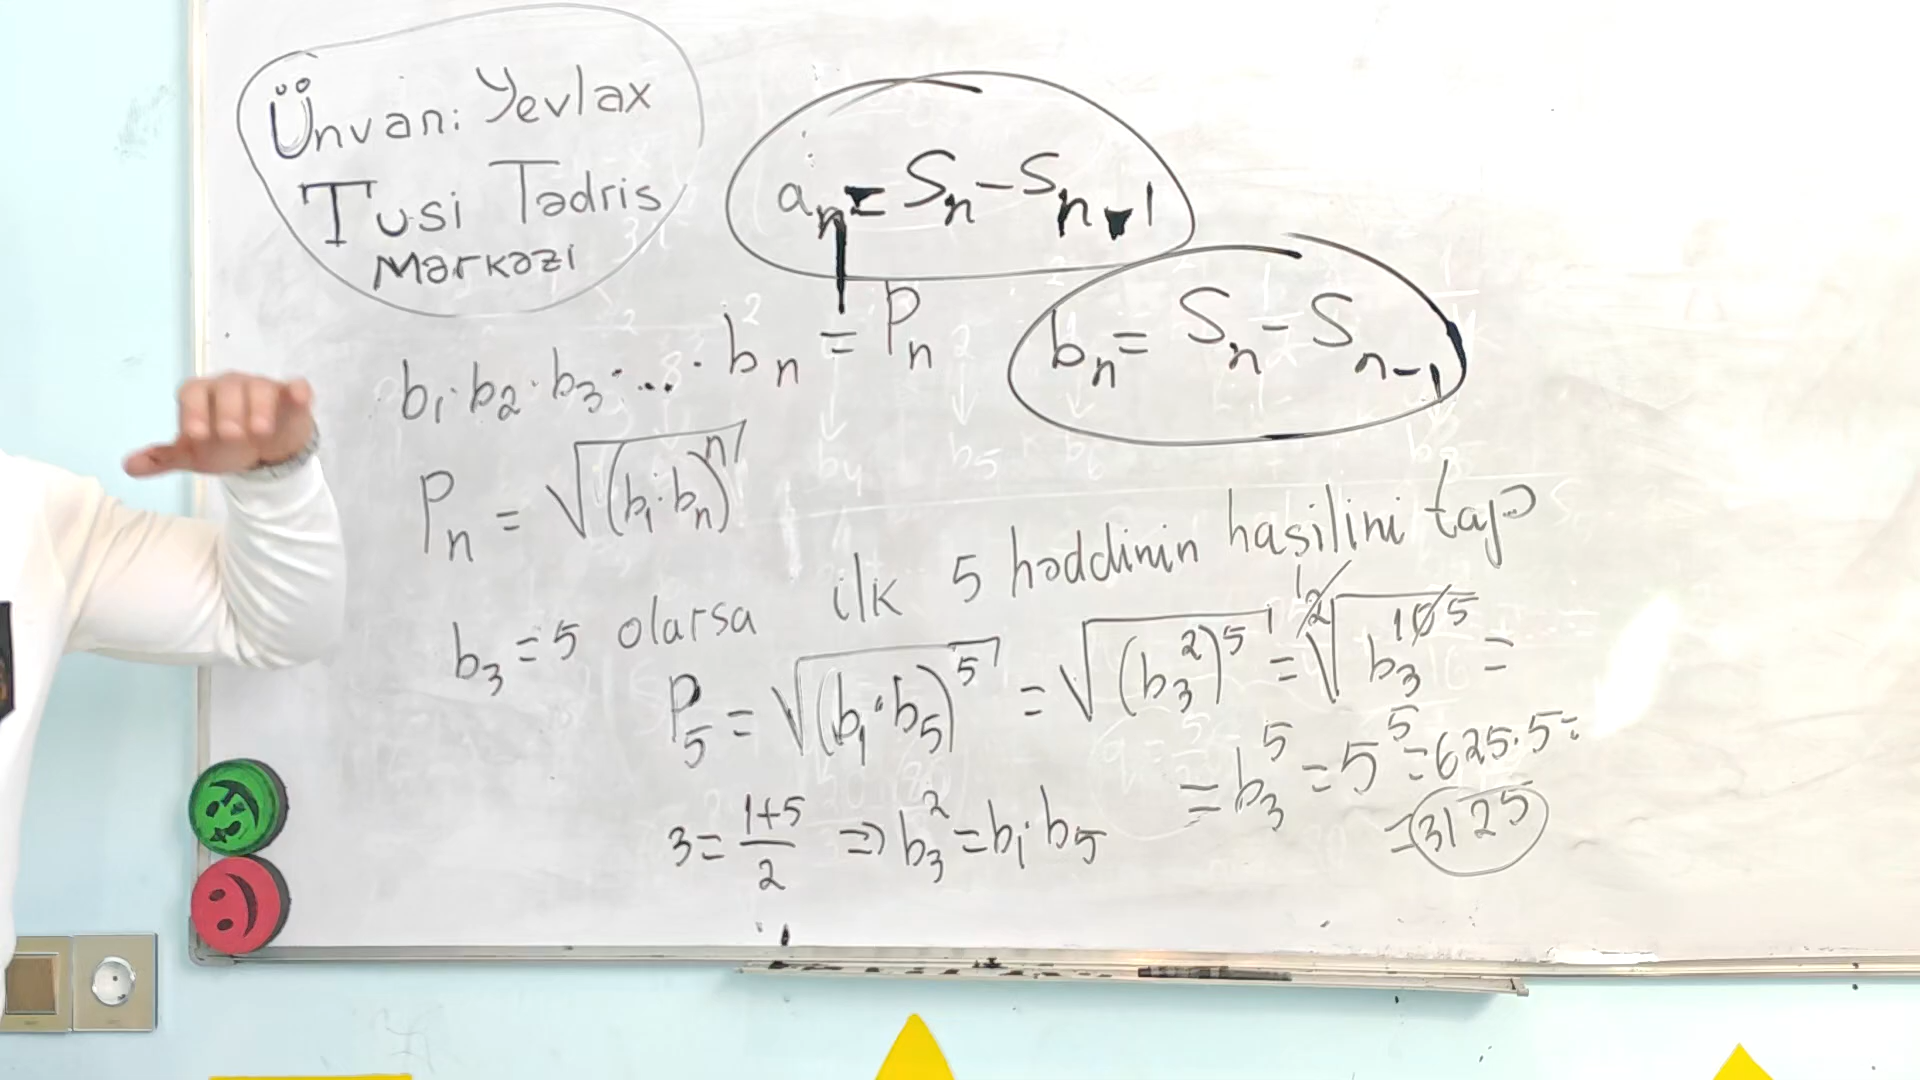 Ünvan: Yevlax
Tusi Tədris
Mərkəzi
aₙ = Sₙ - Sₙ₋₁
bₙ = Sₙ - Sₙ₋₁
b₁·b₂·b₃·...·bₙ = Pₙ
Pₙ = √(b₁·bₙ)ⁿ
b₃ = 5 olarsa ilk 5 həddinin hasilini tap
P₅ = √(b₁·b₅)⁵ = √(b₃²)⁵ = √b₃¹⁰ =
= b₃⁵ = 5⁵ = 625·5 =
3 = (1+5)/2 ⇒ b₃² = b₁·b₅
= 3125